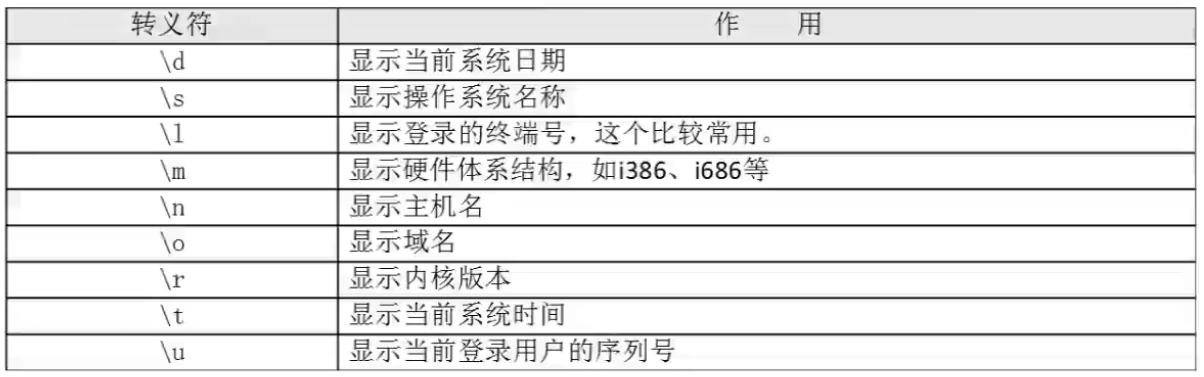 转义符 作 用
\d 显示当前系统日期
\s 显示操作系统名称
\l 显示登录的终端号，这个比较常用。
\m 显示硬件体系结构，如i386、i686等
\n 显示主机名
\o 显示域名
\r 显示内核版本
\t 显示当前系统时间
\u 显示当前登录用户的序列号